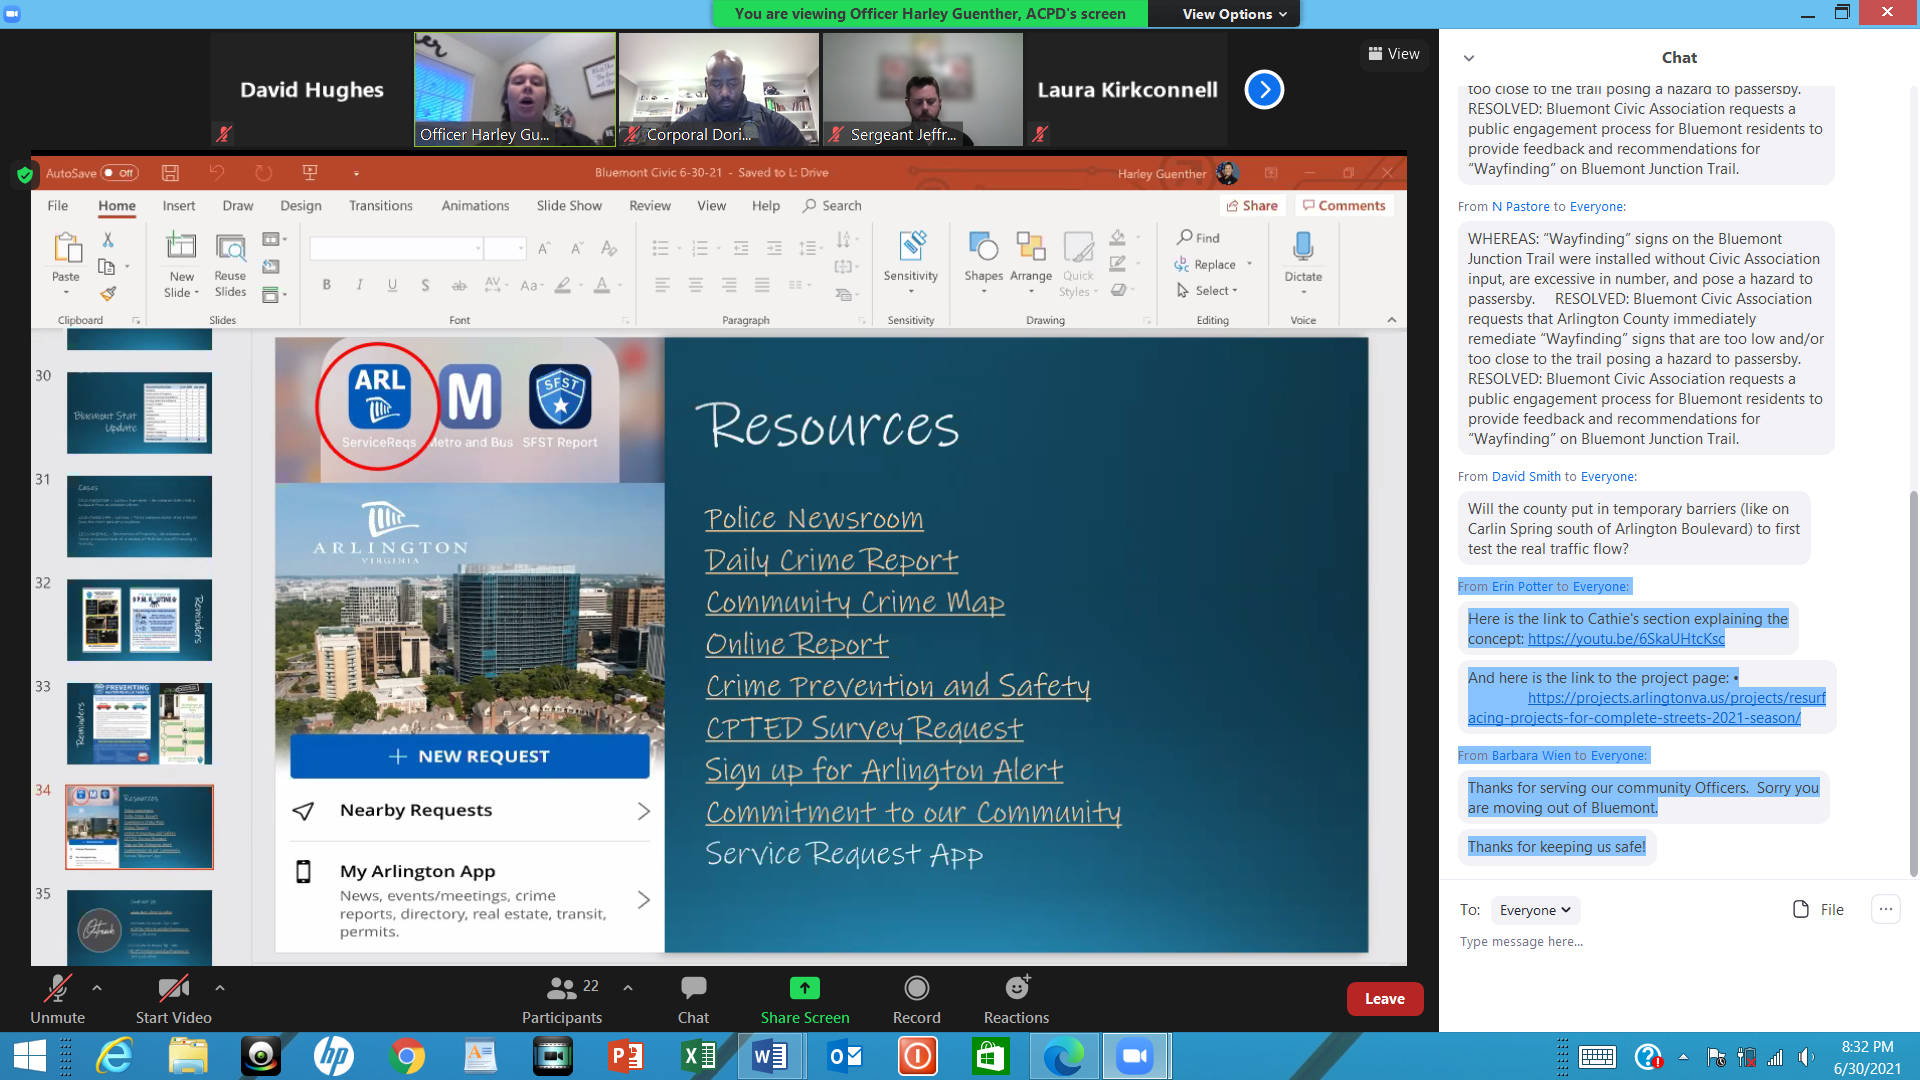 You are viewing Officer Harley Guenther, ACPD's screen
View Options
David Hughes
Officer Harley Gu...
Corporal Dori...
Sergeant Jeffr...
Laura Kirkconnell
View
AutoSave Off
Bluemont Civic 6-30-21 - Saved to L: Drive
Harley Guenther
File Home Insert Draw Design Transitions Animations Slide Show Review View Help Search
Share Comments
Paste
New
Slide
Reuse
Slides
B I U S ab AV Aa A
Sensitivity
Shapes Arrange Quick
Styles
Find
Replace
Select
Dictate
Clipboard Slides Font Paragraph Sensitivity Drawing Editing Voice
30
Bluemont Stat
Update
31
Cases
32
Reminders
33
PREVENTING
Reminders
34
Resources
35
Outreach
ARL
M
SFST
ServiceReqs
Metro and Bus
SFST Report
ARLINGTON
VIRGINIA
+ NEW REQUEST
Nearby Requests
My Arlington App
News, events/meetings, crime
reports, directory, real estate, transit,
permits.
Resources
Police Newsroom
Daily Crime Report
Community Crime Map
Online Report
Crime Prevention and Safety
CPTED Survey Request
Sign up for Arlington Alert
Commitment to our Community
Service Request App
Chat
too close to the trail posing a hazard to passersby.
RESOLVED: Bluemont Civic Association requests a
public engagement process for Bluemont residents to
provide feedback and recommendations for
“Wayfinding” on Bluemont Junction Trail.
From N Pastore to Everyone:
WHEREAS: “Wayfinding” signs on the Bluemont
Junction Trail were installed without Civic Association
input, are excessive in number, and pose a hazard to
passersby. RESOLVED: Bluemont Civic Association
requests that Arlington County immediately
remediate “Wayfinding” signs that are too low and/or
too close to the trail posing a hazard to passersby.
RESOLVED: Bluemont Civic Association requests a
public engagement process for Bluemont residents to
provide feedback and recommendations for
“Wayfinding” on Bluemont Junction Trail.
From David Smith to Everyone:
Will the county put in temporary barriers (like on
Carlin Spring south of Arlington Boulevard) to first
test the real traffic flow?
From Erin Potter to Everyone:
Here is the link to Cathie's section explaining the
concept: https://youtu.be/6SkaUHtcKsc
And here is the link to the project page: •
https://projects.arlingtonva.us/projects/resurf
acing-projects-for-complete-streets-2021-season/
From Barbara Wien to Everyone:
Thanks for serving our community Officers. Sorry you
are moving out of Bluemont.
Thanks for keeping us safe!
To: Everyone
File
Type message here...
Unmute
Start Video
22
Participants
Chat
Share Screen
Record
Reactions
Leave
8:32 PM
6/30/2021